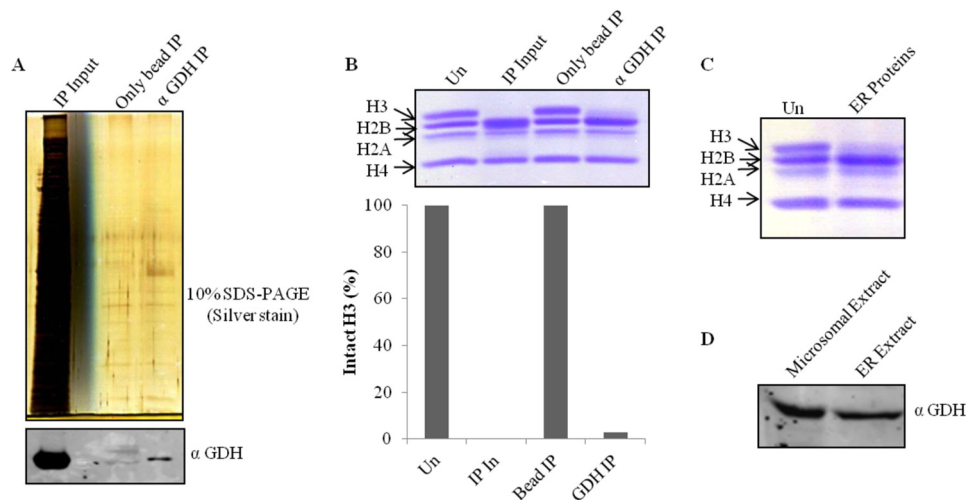 A
IP Input
Only bead IP
α GDH IP
10% SDS-PAGE
(Silver stain)
α GDH
B
Un
IP Input
Only bead IP
α GDH IP
H3
H2B
H2A
H4
100
80
60
40
20
0
Intact H3 (%)
Un
IP In
Bead IP
GDH IP
C
Un
ER Proteins
H3
H2B
H2A
H4
D
Microsomal Extract
ER Extract
α GDH